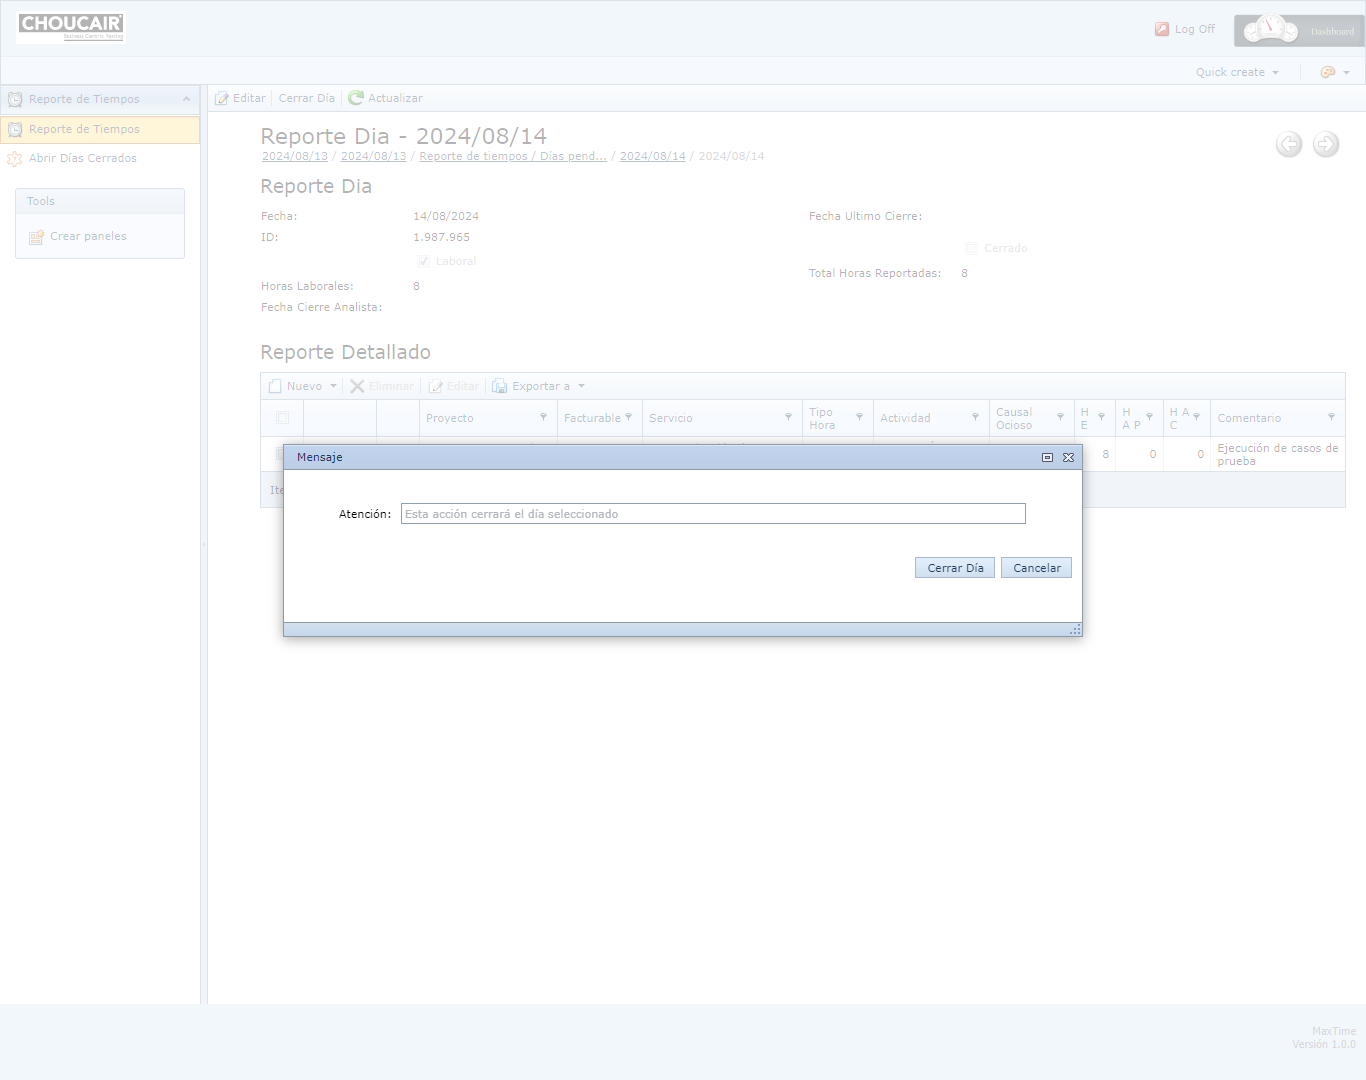 CHOUCAIR
Business Centric Testing
Log Off
Dashboard
Quick create
Reporte de Tiempos
Reporte de Tiempos
Abrir Días Cerrados
Tools
Crear paneles
Editar
Cerrar Día
Actualizar
Reporte Dia - 2024/08/14
2024/08/13 / 2024/08/13 / Reporte de tiempos / Días pend... / 2024/08/14 / 2024/08/14
Reporte Dia
Fecha: 14/08/2024
Fecha Ultimo Cierre:
ID: 1.987.965
Cerrado
Laboral
Total Horas Reportadas: 8
Horas Laborales: 8
Fecha Cierre Analista:
Reporte Detallado
Nuevo
Eliminar
Editar
Exportar a
Proyecto
Facturable
Servicio
Tipo
Hora
Actividad
Causal
Ocioso
H
E
H
A P
H A
C
Comentario
8
0
0
Ejecución de casos de
prueba
Ite
Mensaje
Atención: Esta acción cerrará el día seleccionado
Cerrar Día
Cancelar
MaxTime
Versión 1.0.0